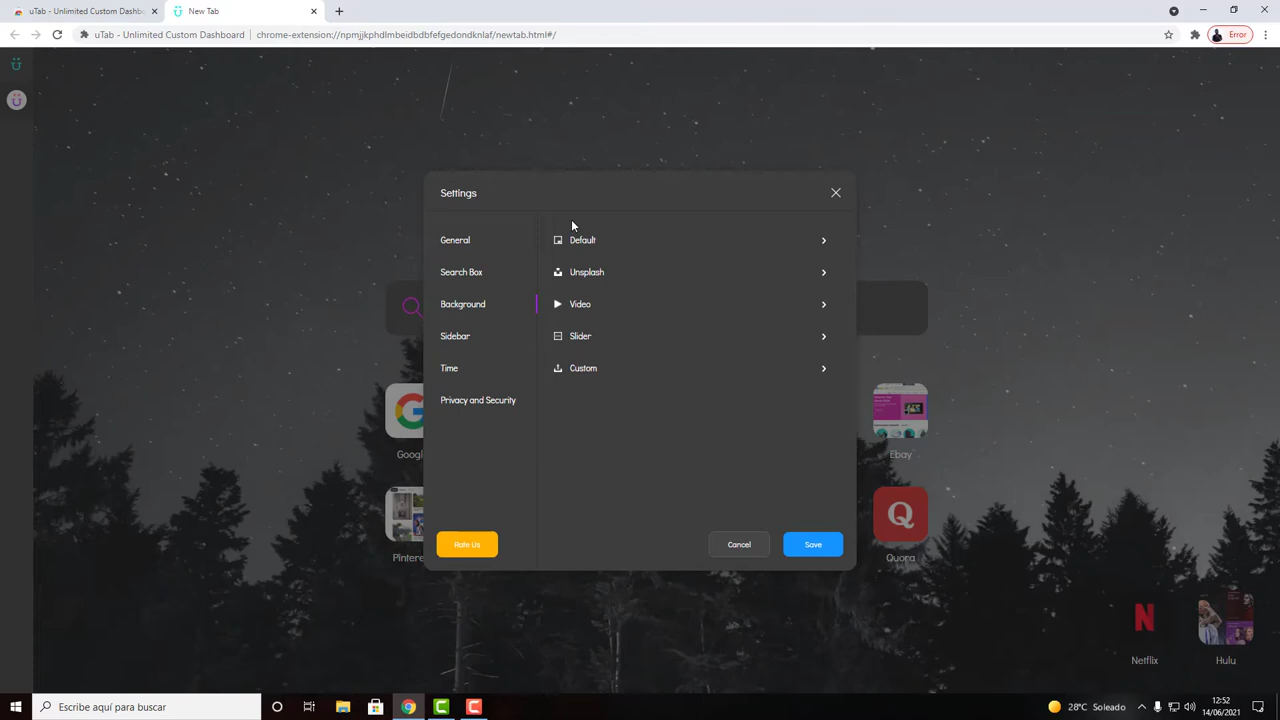 uTab - Unlimited Custom Dashb
New Tab
uTab - Unlimited Custom Dashboard
chrome-extension://npmjjkphdlmbeidbdbfefgedondknlaf/newtab.html#/
Error
Settings
General
Search Box
Background
Sidebar
Time
Privacy and Security
Default
Unsplash
Video
Slider
Custom
Rate Us
Cancel
Save
Googl
Ebay
Pintere
Quora
Netflix
Hulu
Escribe aquí para buscar
28°C Soleado
12:52
14/06/2021